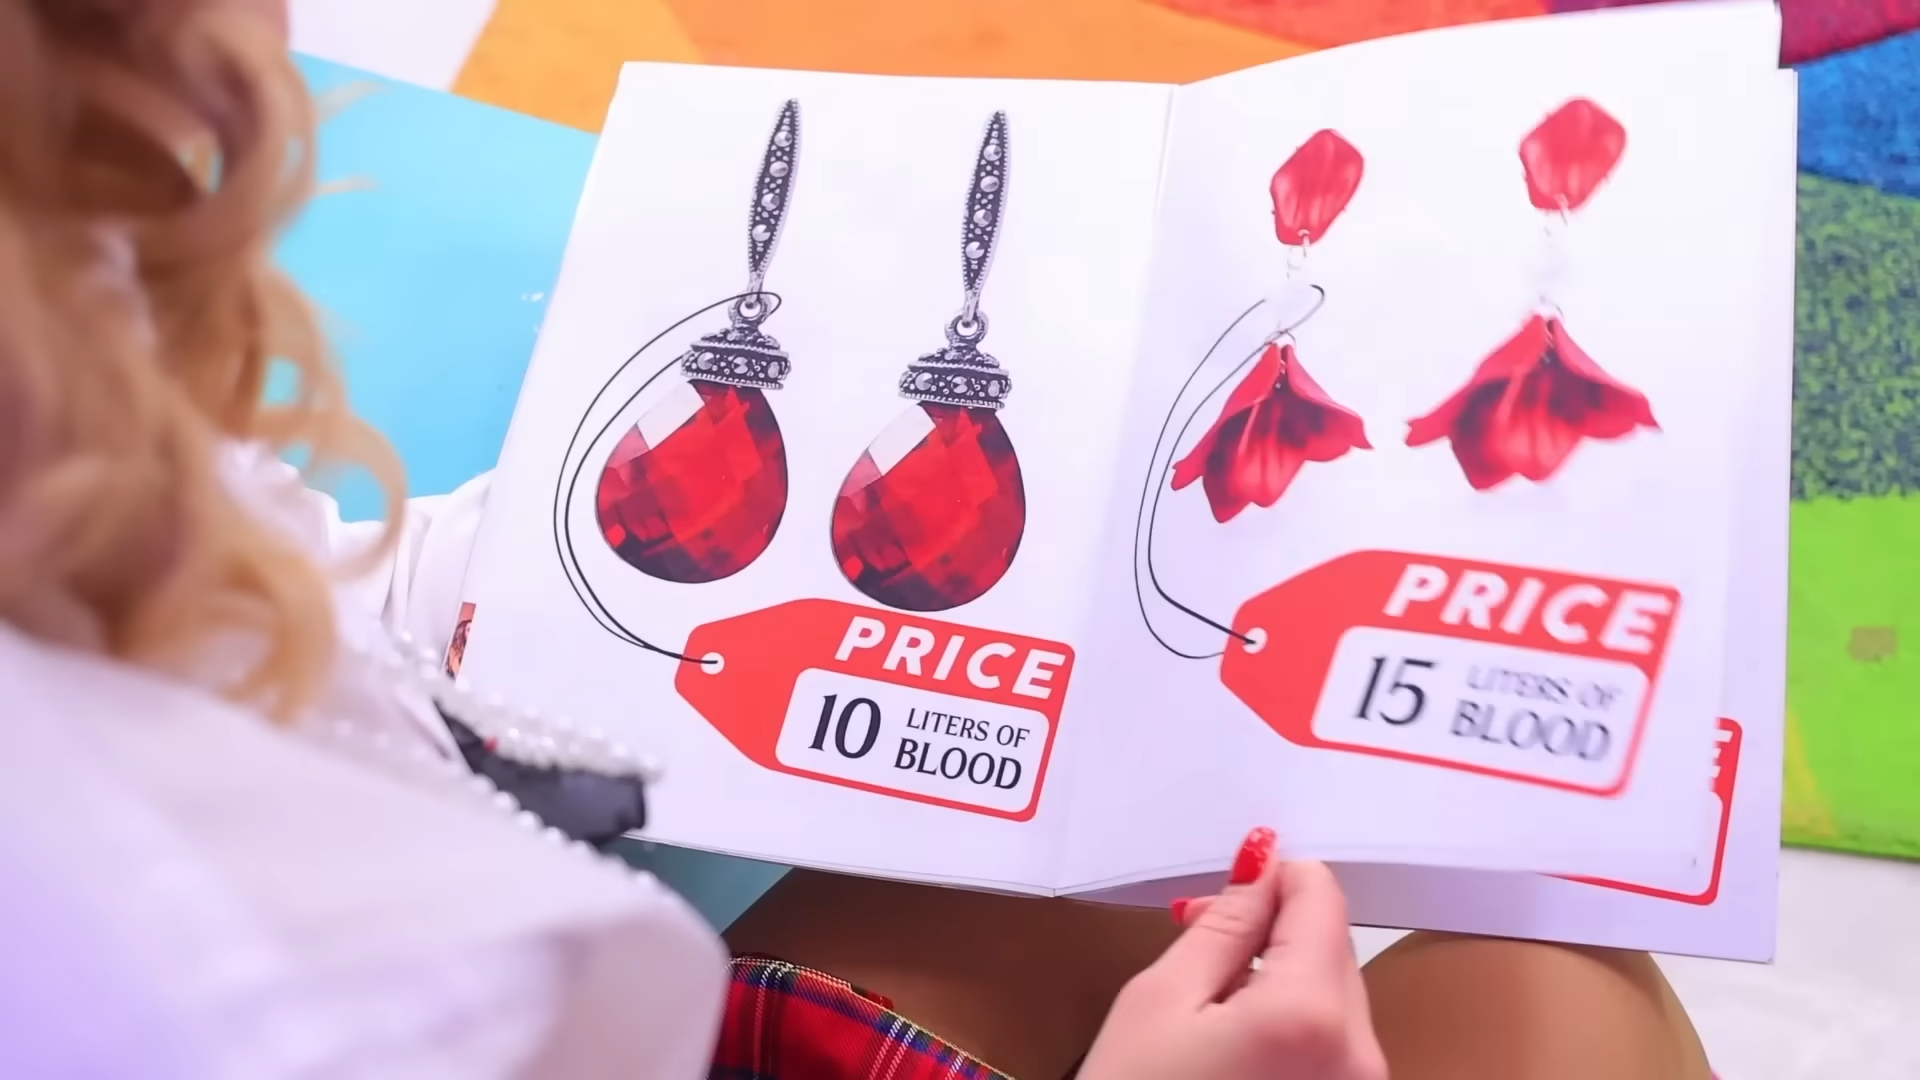 PRICE
10 LITERS OF
BLOOD
PRICE
15 LITERS OF
BLOOD
E